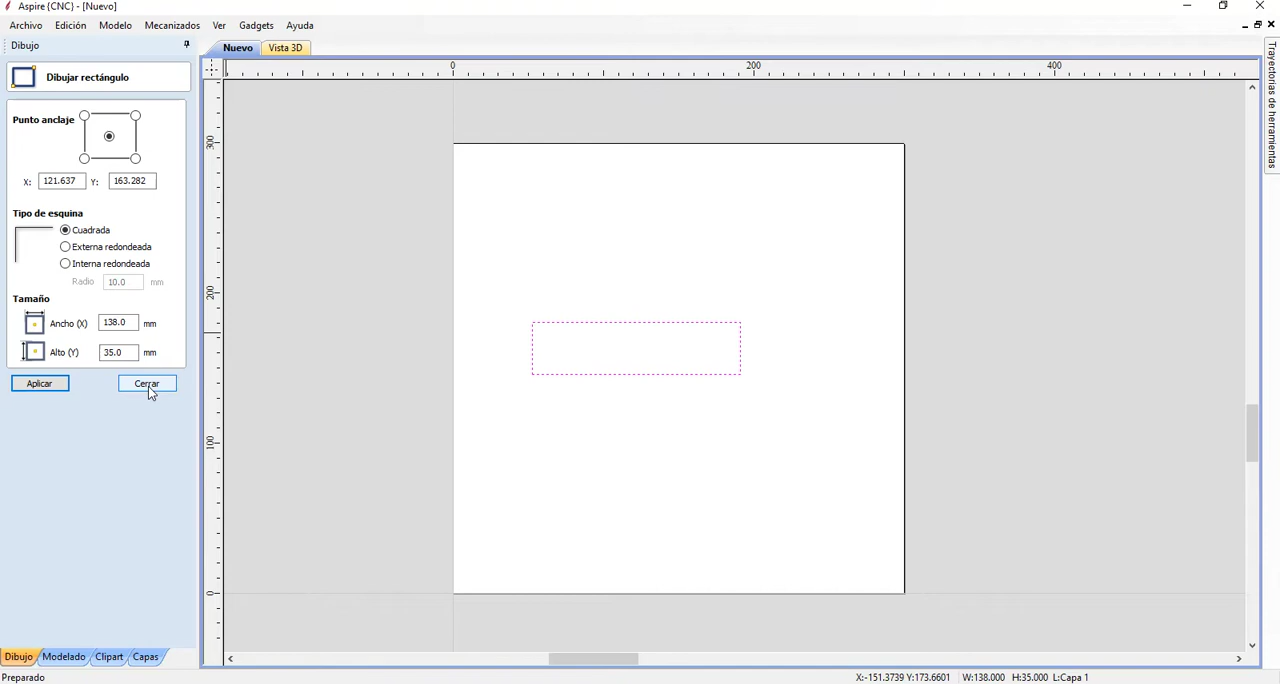 Aspire {CNC} - [Nuevo]
Archivo Edición Modelo Mecanizados Ver Gadgets Ayuda
Dibujo
Nuevo Vista 3D
Dibujar rectángulo
0 200 400
Punto anclaje
X: 121.637 Y: 163.282
Tipo de esquina
Cuadrada
Externa redondeada
Interna redondeada
Radio 10.0 mm
Tamaño
Ancho (X) 138.0 mm
Alto (Y) 35.0 mm
Aplicar Cerrar
300
200
100
0
Trayectorias de herramientas
Dibujo Modelado Clipart Capas
Preparado
X:-151.3739 Y:173.6601 W:138.000 H:35.000 L:Capa 1